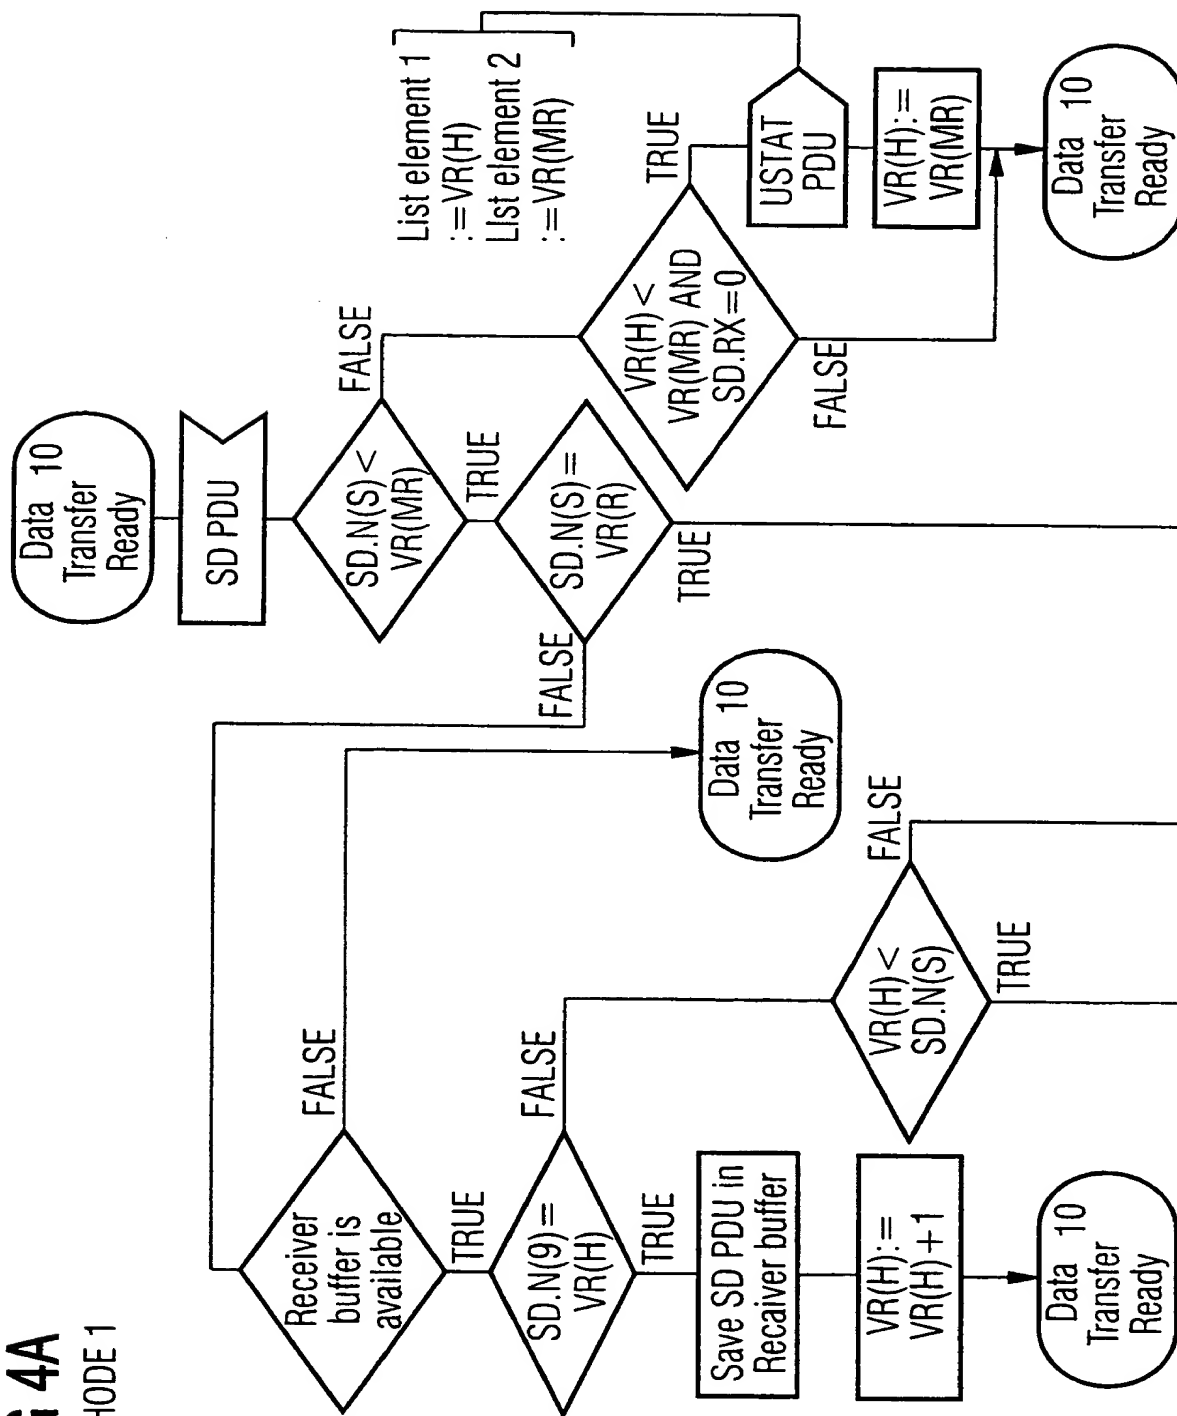 G 4A
HODE 1
Data 10
Transfer
Ready
SD PDU
SD.N(S) <
VR(MR)
FALSE
TRUE
SD.N(S) =
VR(R)
FALSE
TRUE
VR(H) <
VR(MR) AND
SD.RX=0
TRUE
FALSE
List element 1
:=VR(H)
LIst element 2
:=VR(MR)
USTAT
PDU
VR(H):=
VR(MR)
Data 10
Transfer
Ready
Receiver
buffer is
available
FALSE
TRUE
Data 10
Transfer
Ready
SD.N(9)=
VR(H)
FALSE
TRUE
Save SD PDU in
Recaiver buffer
VR(H):=
VR(H)+1
Data 10
Transfer
Ready
VR(H) <
SD.N(S)
FALSE
TRUE